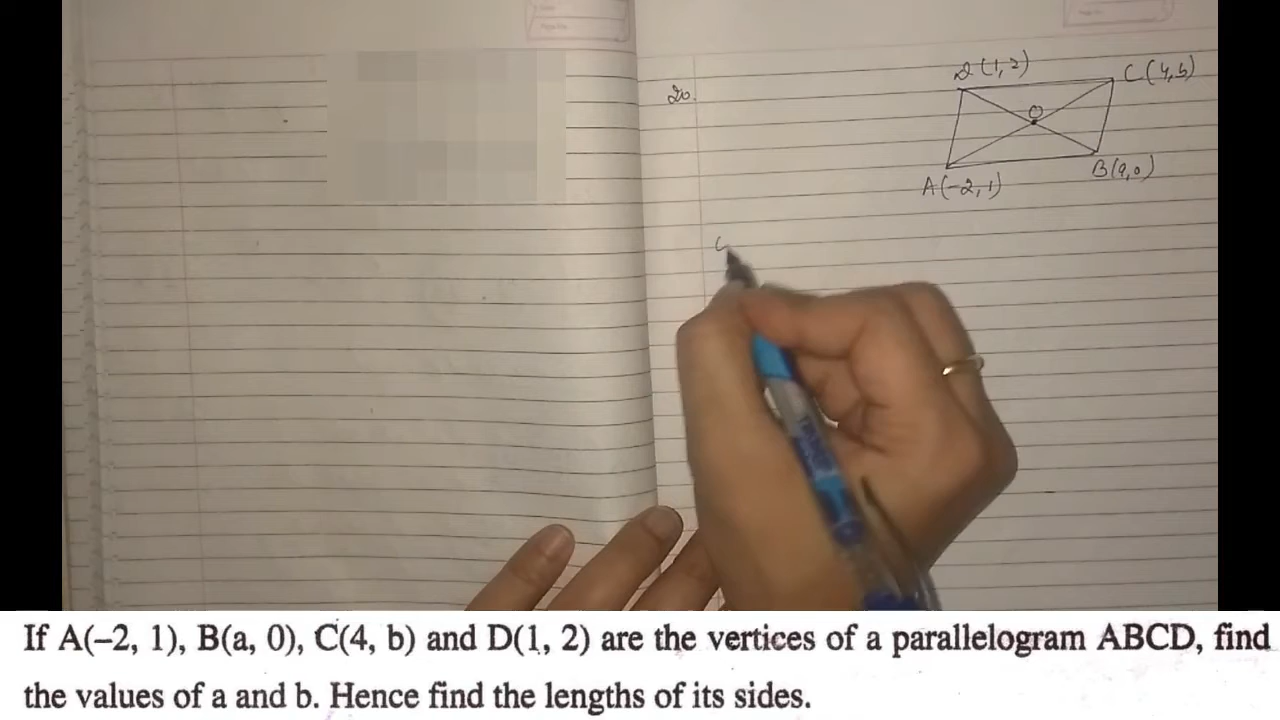 20.
D(1, 2)
C(4, b)
O
A(-2, 1)
B(a, 0)
If A(–2, 1), B(a, 0), C(4, b) and D(1, 2) are the vertices of a parallelogram ABCD, find
the values of a and b. Hence find the lengths of its sides.